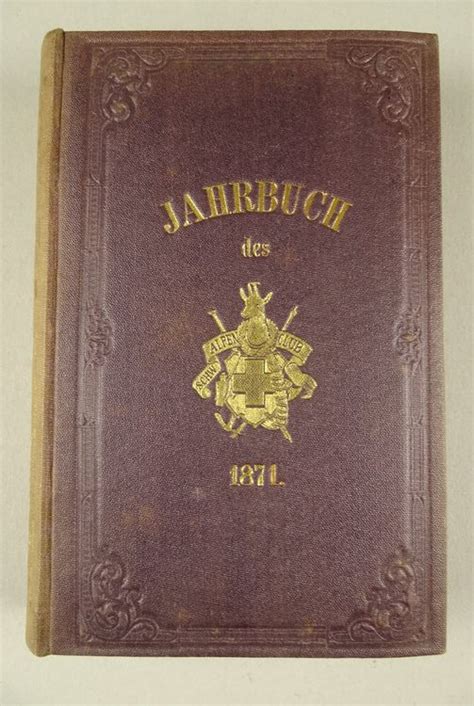 JAHRBUCH
des
SCHW. ALPEN CLUB
1871.